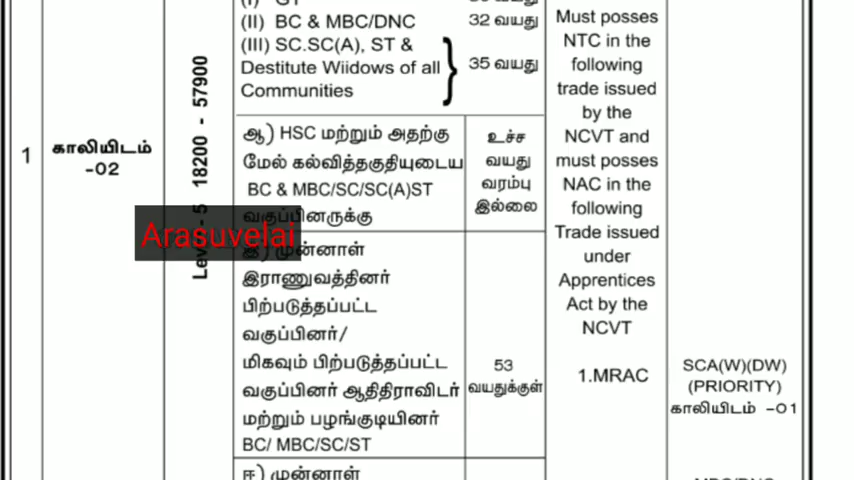 1
காலியிடம்
-02
Level - 5 18200 - 57900
(II) BC & MBC/DNC
(III) SC.SC(A), ST &
Destitute Wiidows of all
Communities
32 வயது
35 வயது
ஆ) HSC மற்றும் அதற்கு
மேல் கல்வித்தகுதியுடைய
BC & MBC/SC/SC(A)ST
வகுப்பினருக்கு
உச்ச
வயது
வரம்பு
இல்லை
Arasuvelai
முன்னாள்
இராணுவத்தினர்
பிற்படுத்தப்பட்ட
வகுப்பினர்/
மிகவும் பிற்படுத்தப்பட்ட
வகுப்பினர் ஆதிதிராவிடர்
மற்றும் பழங்குடியினர்
BC/ MBC/SC/ST
53
வயதுக்குள்
ஈ) முன்னாள்
Must posses
NTC in the
following
trade issued
by the
NCVT and
must posses
NAC in the
following
Trade issued
under
Apprentices
Act by the
NCVT
1.MRAC
SCA(W)(DW)
(PRIORITY)
காலியிடம் -01